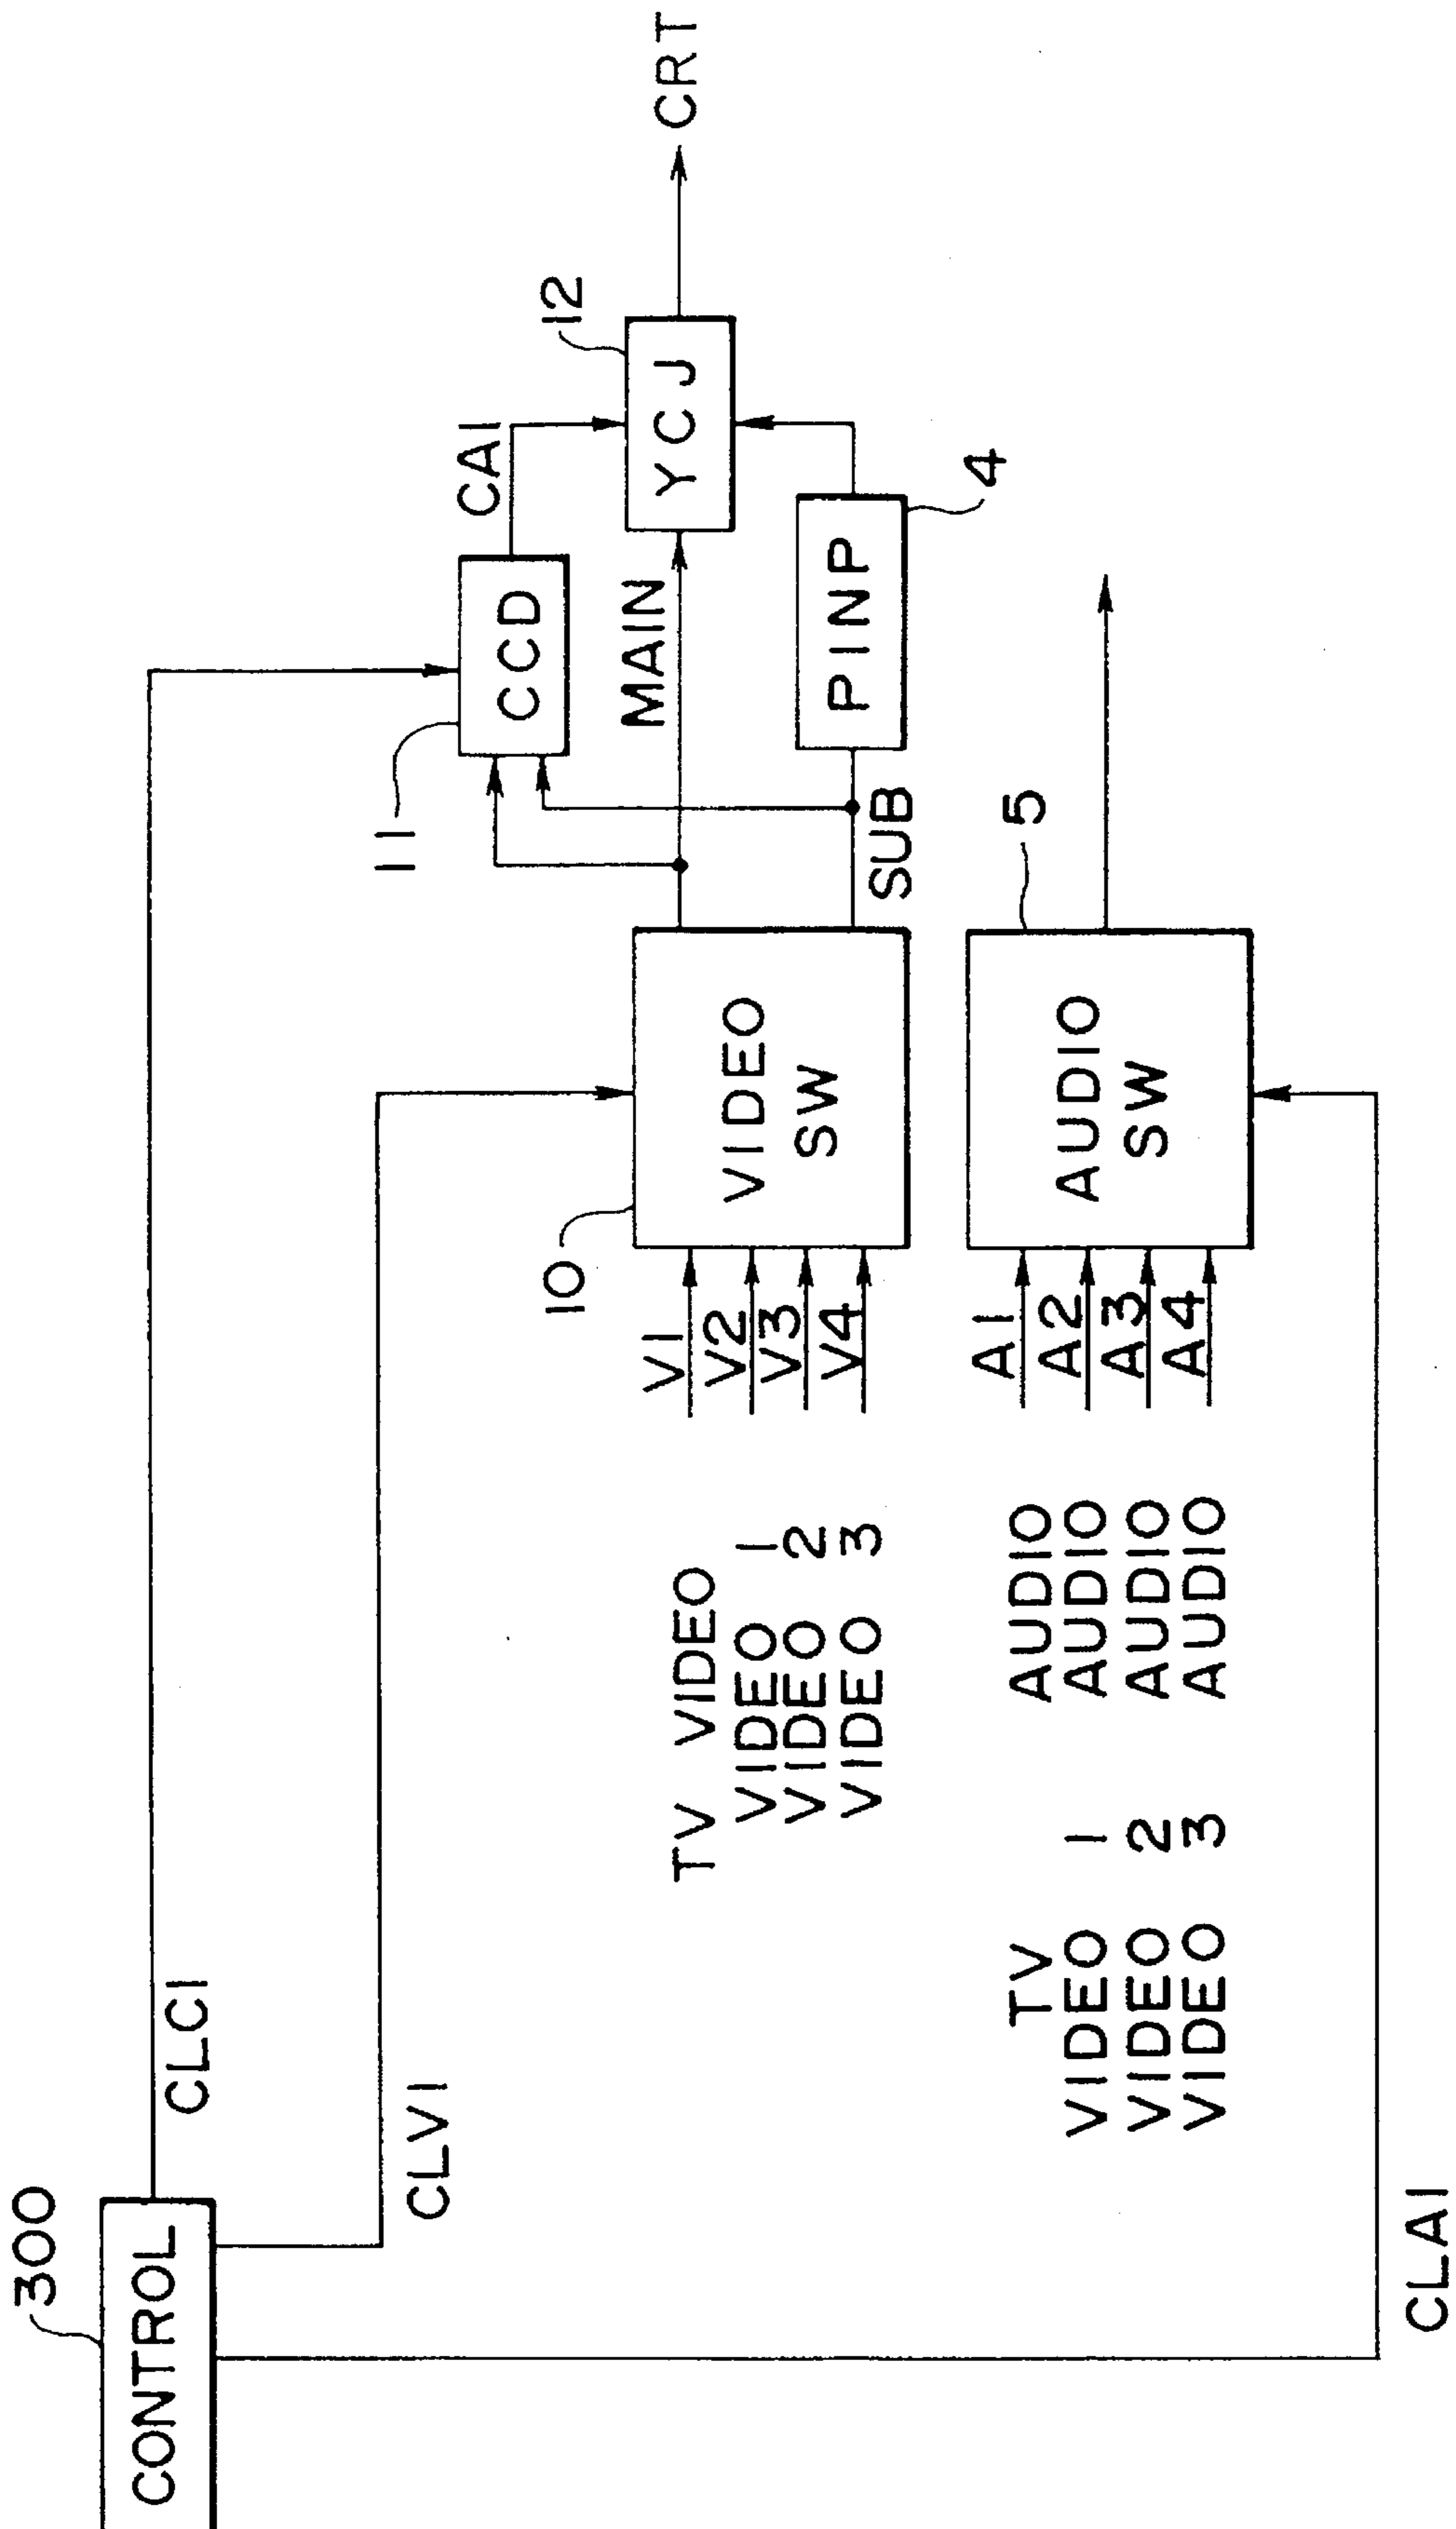 300
CONTROL
CLC1
CLV1
CLA1
TV VIDEO
VIDEO 1
VIDEO 2
VIDEO 3
V1
V2
V3
V4
10
VIDEO
SW
MAIN
SUB
11
CCD
CA1
12
YCJ
CRT
PINP
4
TV AUDIO
VIDEO 1 AUDIO
VIDEO 2 AUDIO
VIDEO 3 AUDIO
A1
A2
A3
A4
AUDIO
SW
5